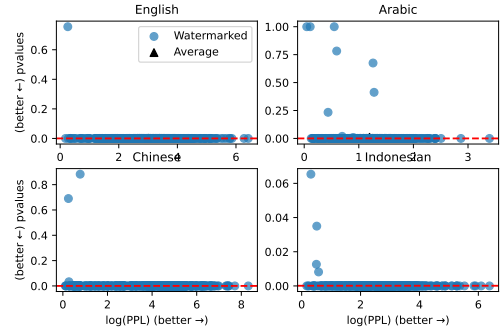 English
Arabic
(better ←) pvalues
0.6
0.4
0.2
0.0
0 2 4 6
Watermarked
Average
1.00
0.75
0.50
0.25
0.00
0 1 2 3
Chinese
Indonesian
(better ←) pvalues
0.8
0.6
0.4
0.2
0.0
0 2 4 6 8
log(PPL) (better →)
0.06
0.04
0.02
0.00
0 2 4 6
log(PPL) (better →)